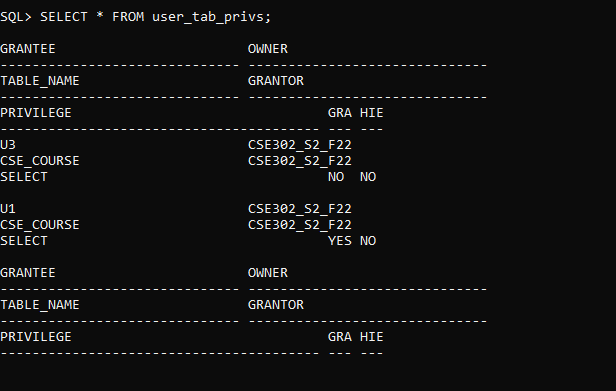 SQL> SELECT * FROM user_tab_privs;
GRANTEE                        OWNER
------------------------------ ------------------------------
TABLE_NAME                     GRANTOR
------------------------------ ------------------------------
PRIVILEGE                                GRA HIE
---------------------------------------- --- ---
U3                             CSE302_S2_F22
CSE_COURSE                     CSE302_S2_F22
SELECT                                   NO  NO
U1                             CSE302_S2_F22
CSE_COURSE                     CSE302_S2_F22
SELECT                                   YES NO
GRANTEE                        OWNER
------------------------------ ------------------------------
TABLE_NAME                     GRANTOR
------------------------------ ------------------------------
PRIVILEGE                                GRA HIE
---------------------------------------- --- ---